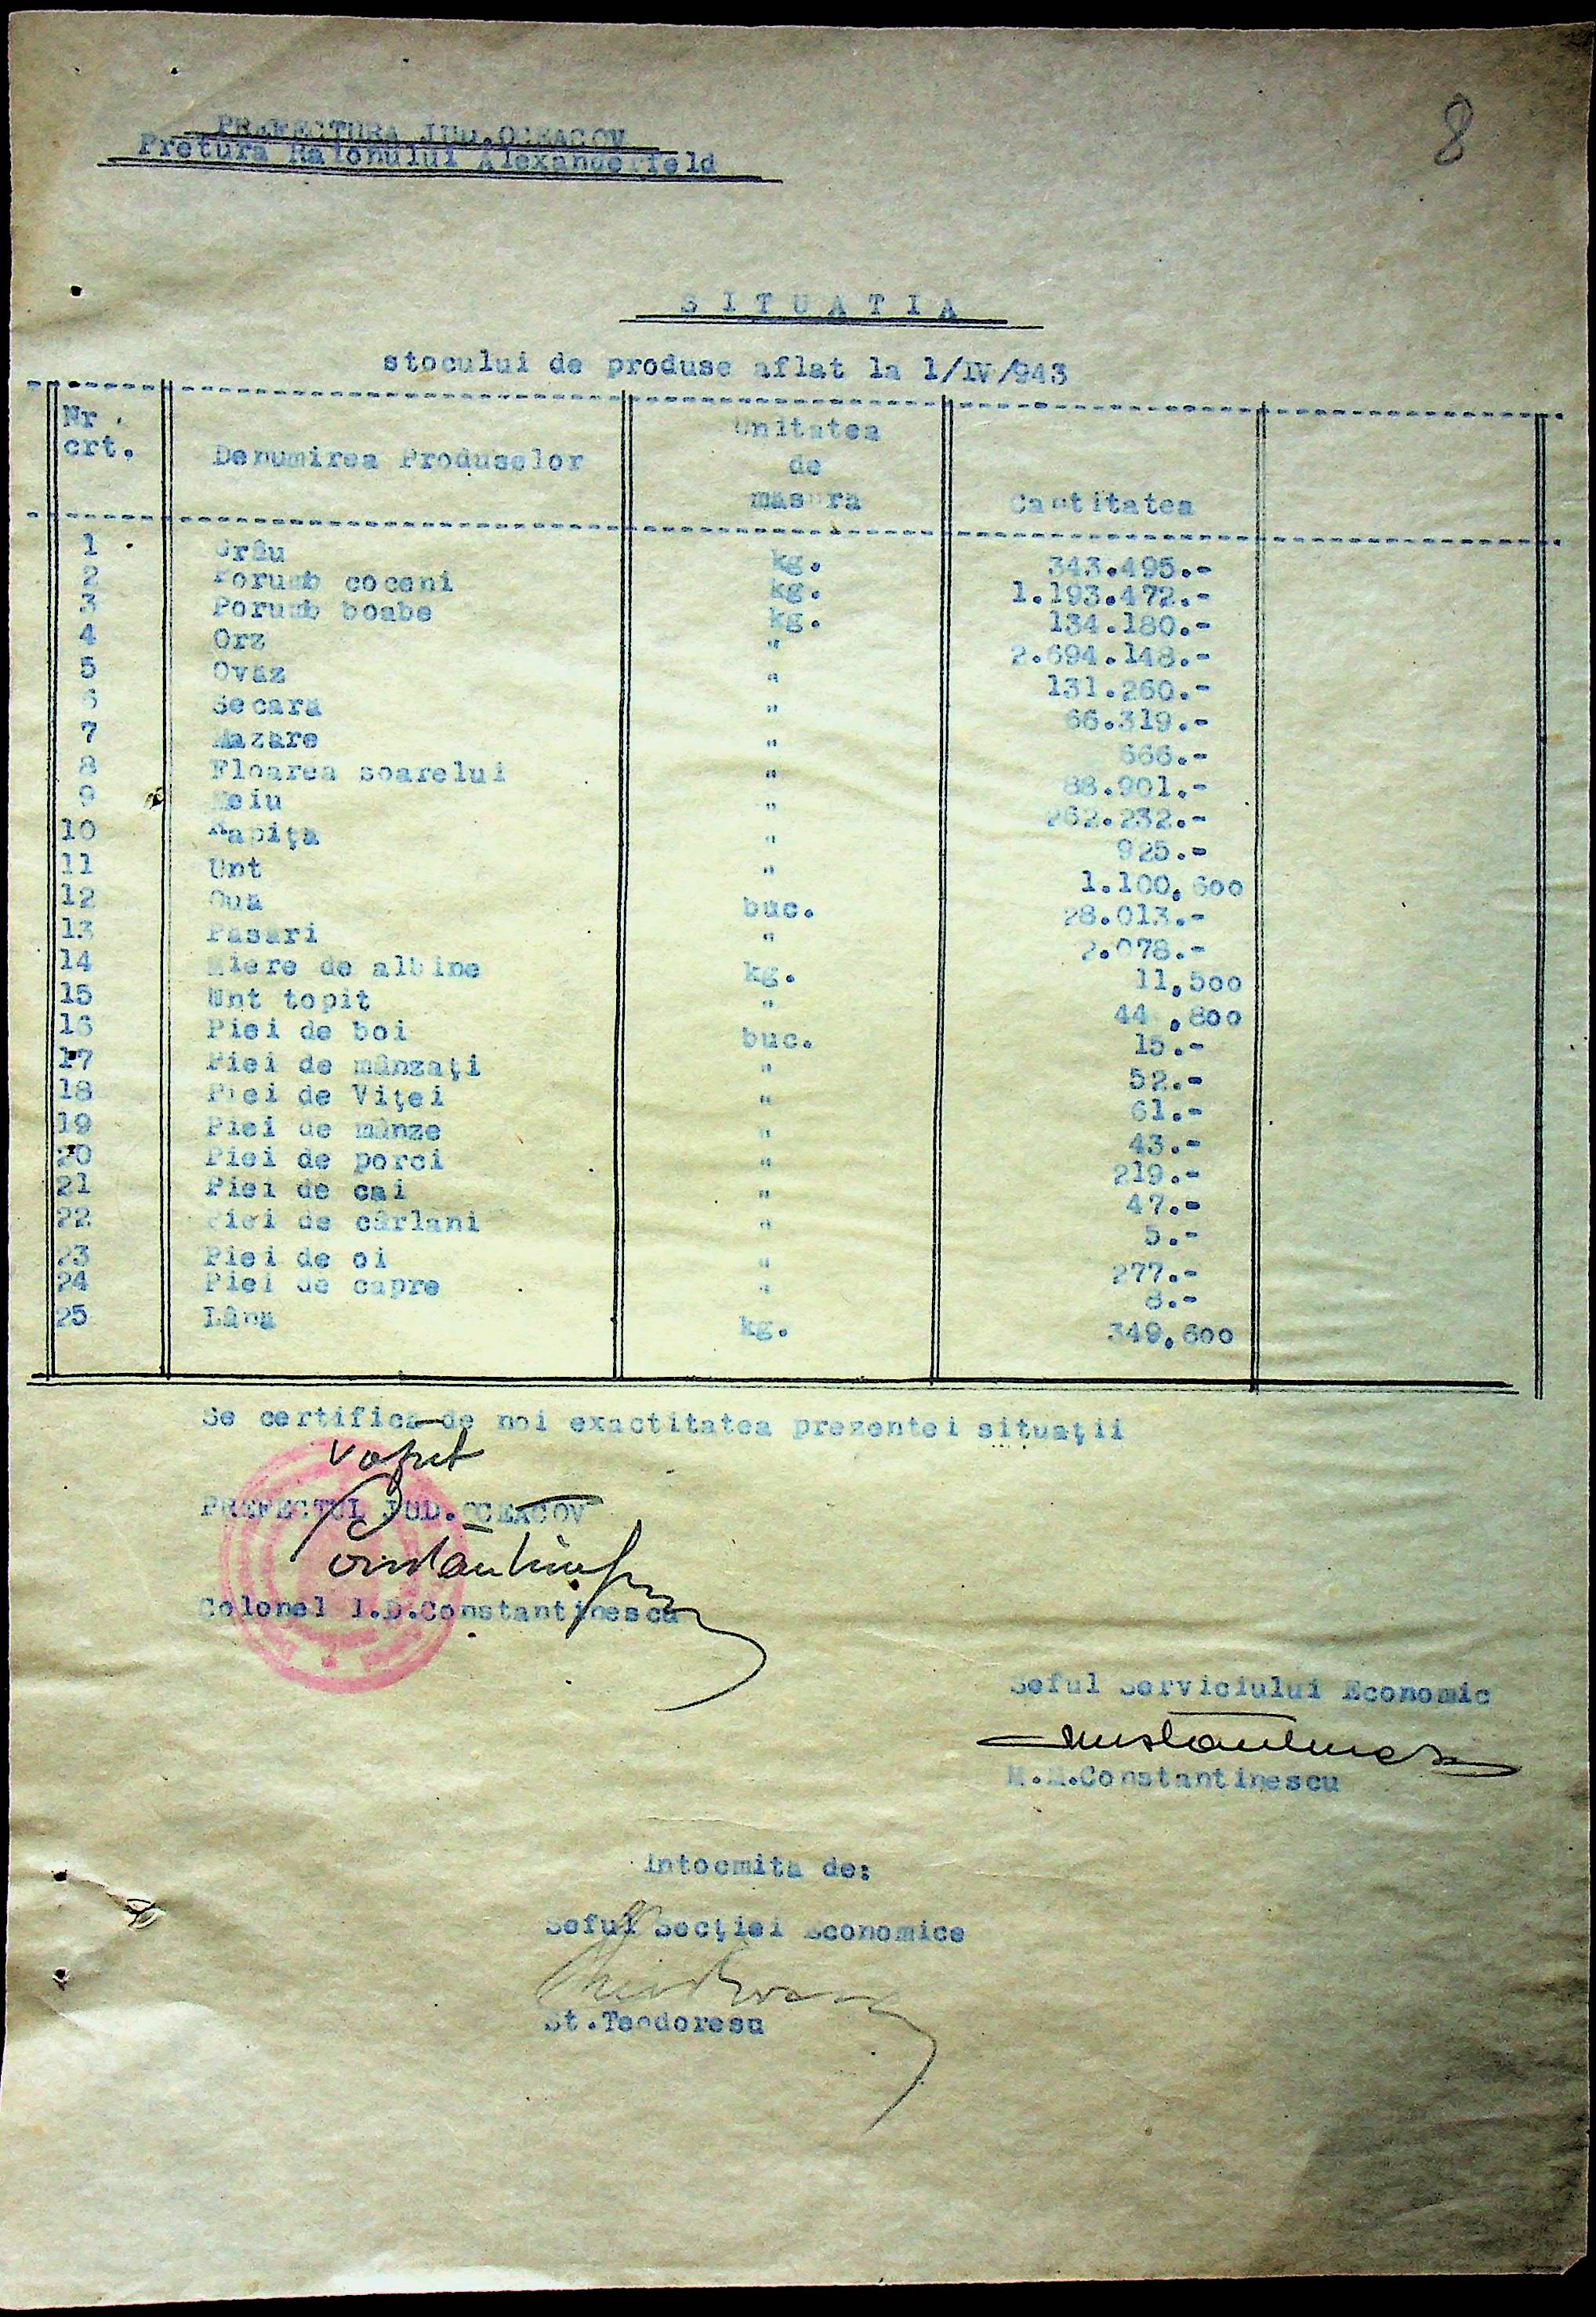 8
PREFECTURA JUD.OCEACOV
Pretura Raionului Alexanderfeld
S I T U A T I A
stocului de produse aflat la 1/IV/943
Nr. crt. Denumirea Produselor Unitatea de masura Cantitatea
1 Grâu kg. 343.495.-
2 Porumb coceni kg. 1.193.472.-
3 Porumb boabe kg. 134.180.-
4 Orz " 2.694.148.-
5 Ovăz " 131.260.-
6 Secară " 66.319.-
7 Mazăre " 666.-
8 Floarea soarelui " 88.901.-
9 Meiu " 262.232.-
10 Rapiţa " 925.-
11 Unt " 1.100,600
12 Ouă buc. 28.013.-
13 Pasări " 2.078.-
14 Miere de albine kg. 11,500
15 Unt topit " 44,800
16 Piei de boi buc. 15.-
17 Piei de mânzaţi " 52.-
18 Piei de Viţei " 61.-
19 Piei de mânze " 43.-
20 Piei de porci " 219.-
21 Piei de cai " 47.-
22 Piei de cârlani " 5.-
23 Piei de oi " 277.-
24 Piei de capre " 8.-
25 Lână kg. 349,600
Se certifică de noi exactitatea prezentei situaţii
PREFECTUL JUD.OCEACOV
Colonel I.D.Constantinescu
Seful Serviciului Economic
M.M.Constantinescu
Intocmita de:
Seful Secţiei Economice
St.Teodoresu